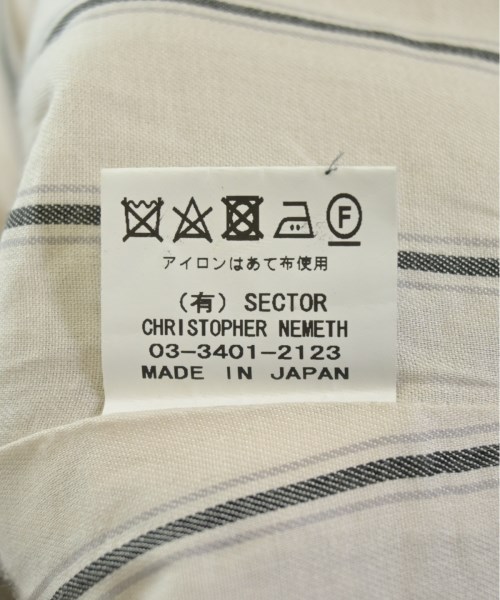 F
アイロンはあて布使用
（有）SECTOR
CHRISTOPHER NEMETH
03-3401-2123
MADE IN JAPAN